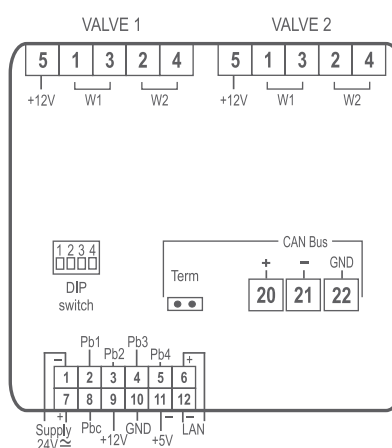 VALVE 1 VALVE 2
5 1 3 2 4 5 1 3 2 4
+12V W1 W2 +12V W1 W2
CAN Bus
1 2 3 4
+ − GND
DIP
switch
Term
20 21 22
Pb1 Pb3
Pb2 Pb4
− +
1 2 3 4 5 6
7 8 9 10 11 12
+ − −
Supply Pbc GND LAN
24V ≃ +12V +5V